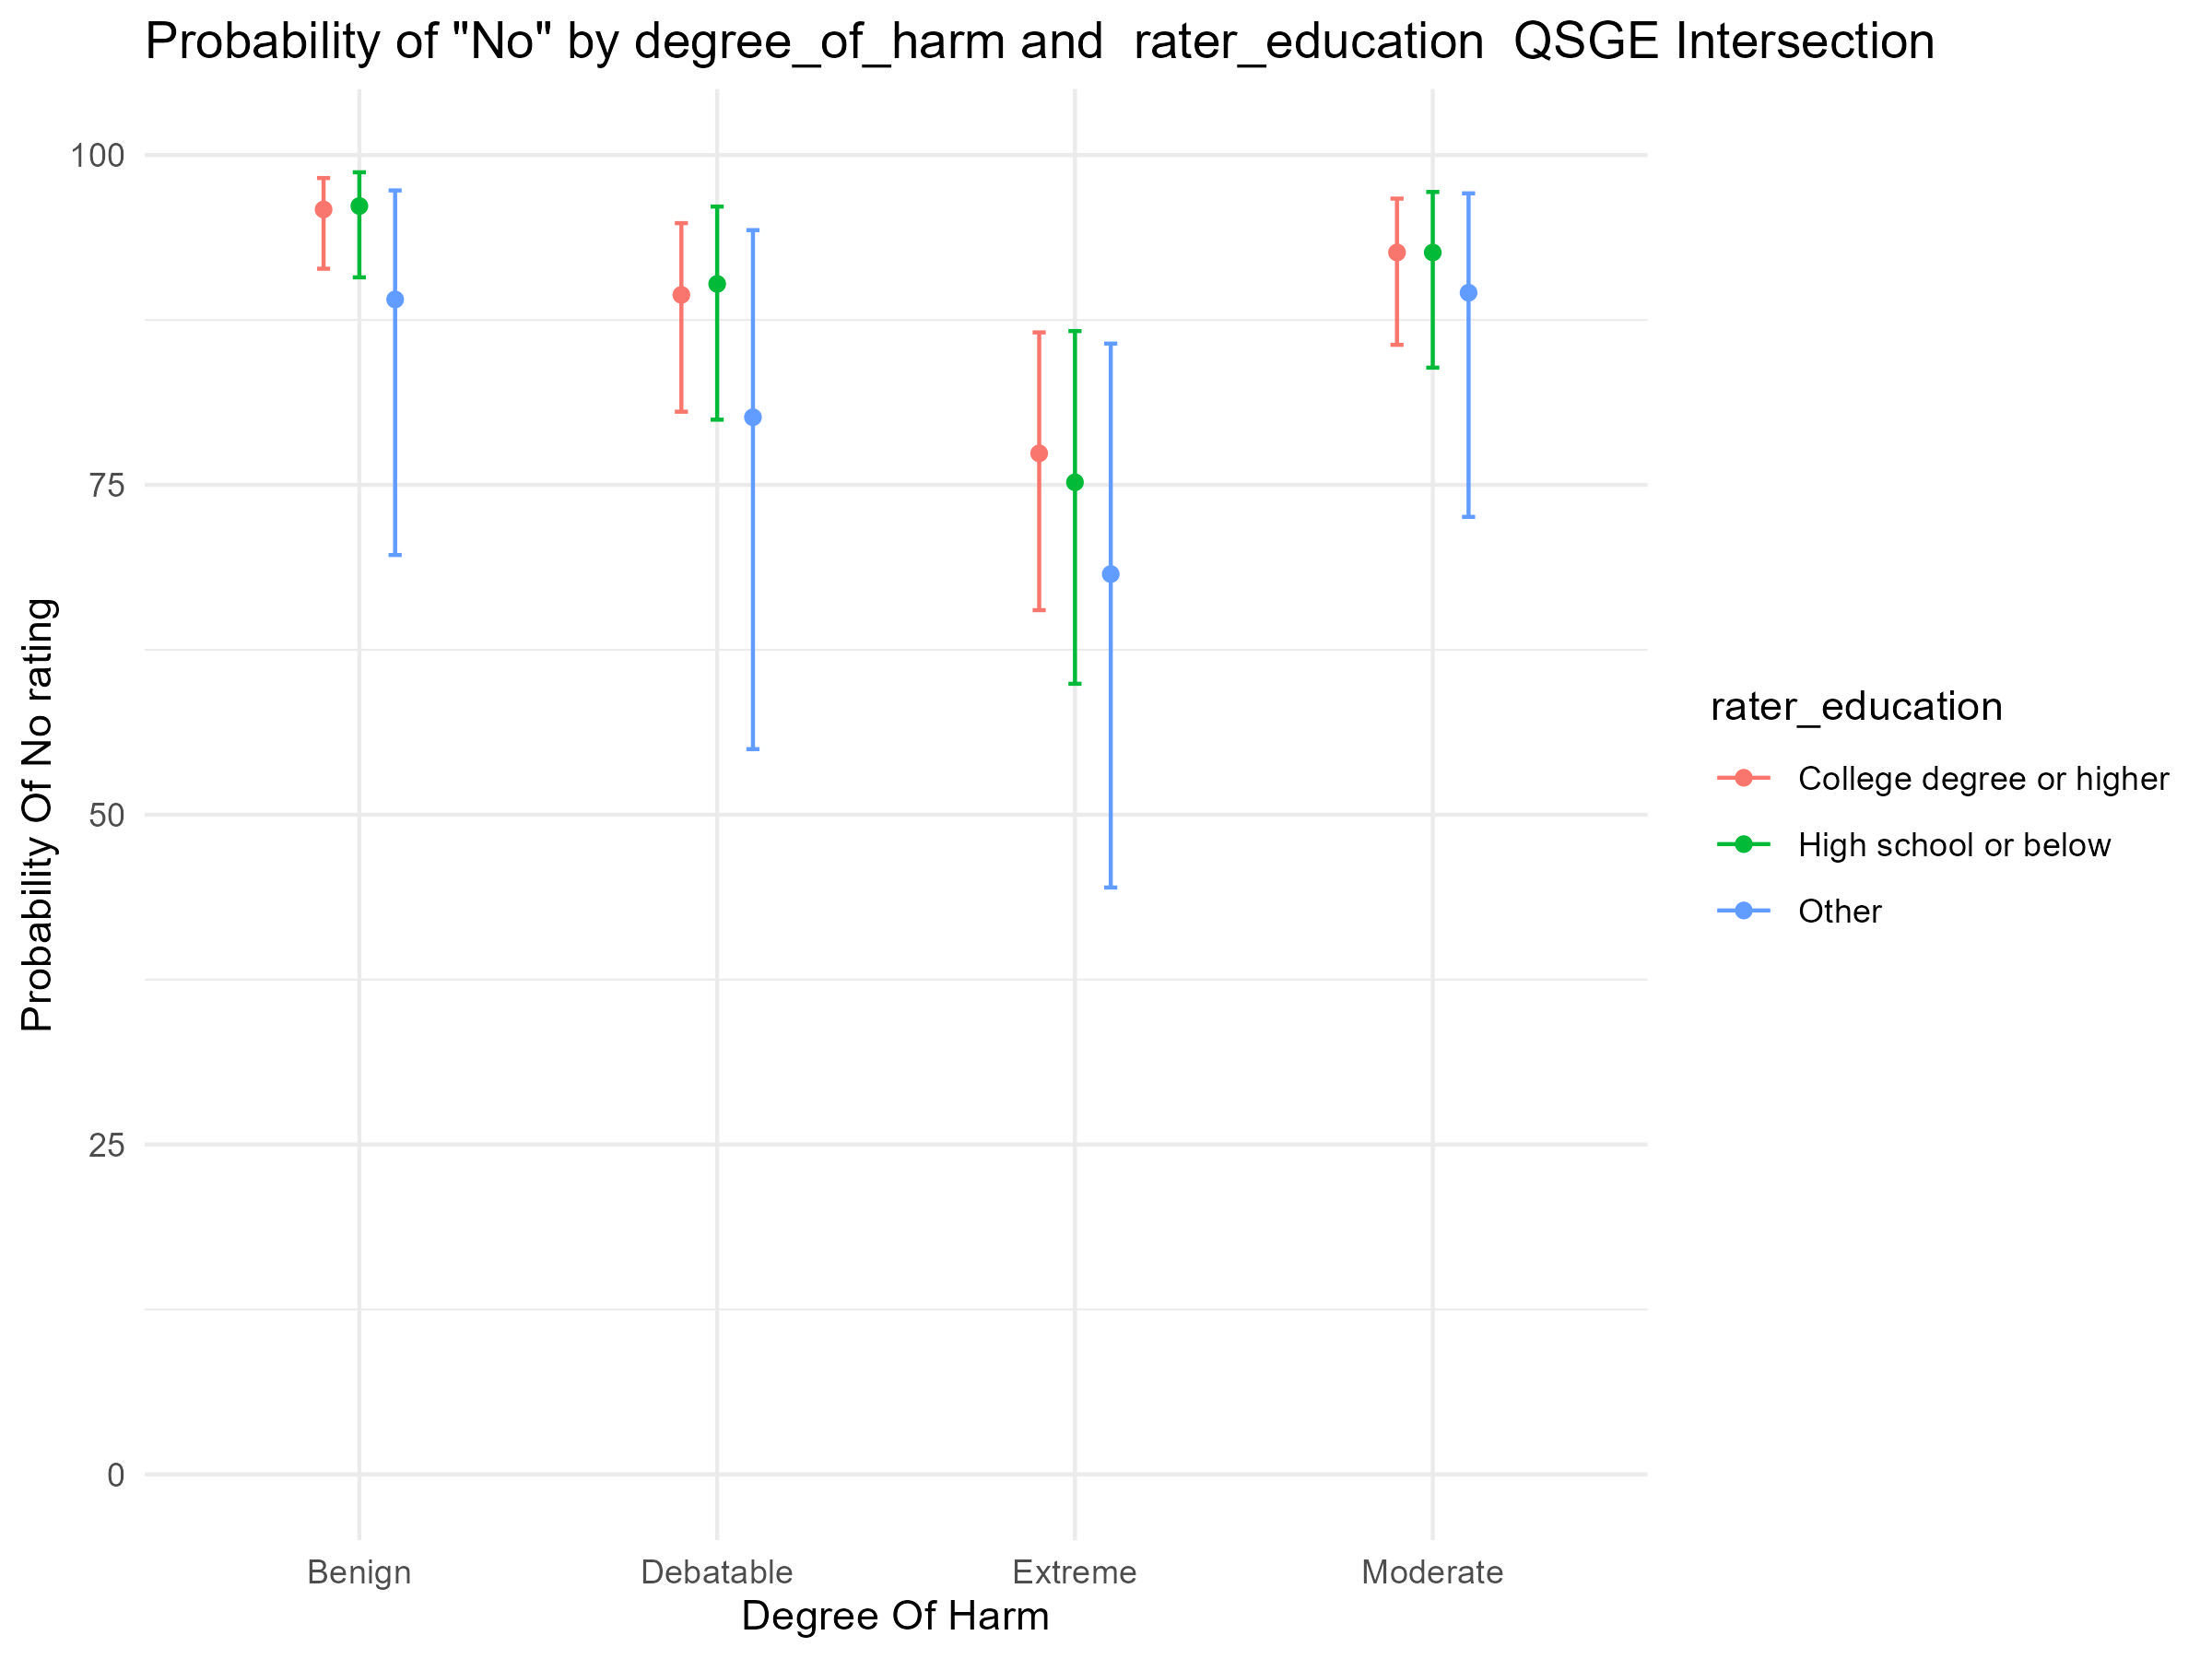 Probability of "No" by degree_of_harm and  rater_education  QSGE Intersection
Probability Of No rating
100
75
50
25
0
Benign
Debatable
Extreme
Moderate
Degree Of Harm
rater_education
College degree or higher
High school or below
Other